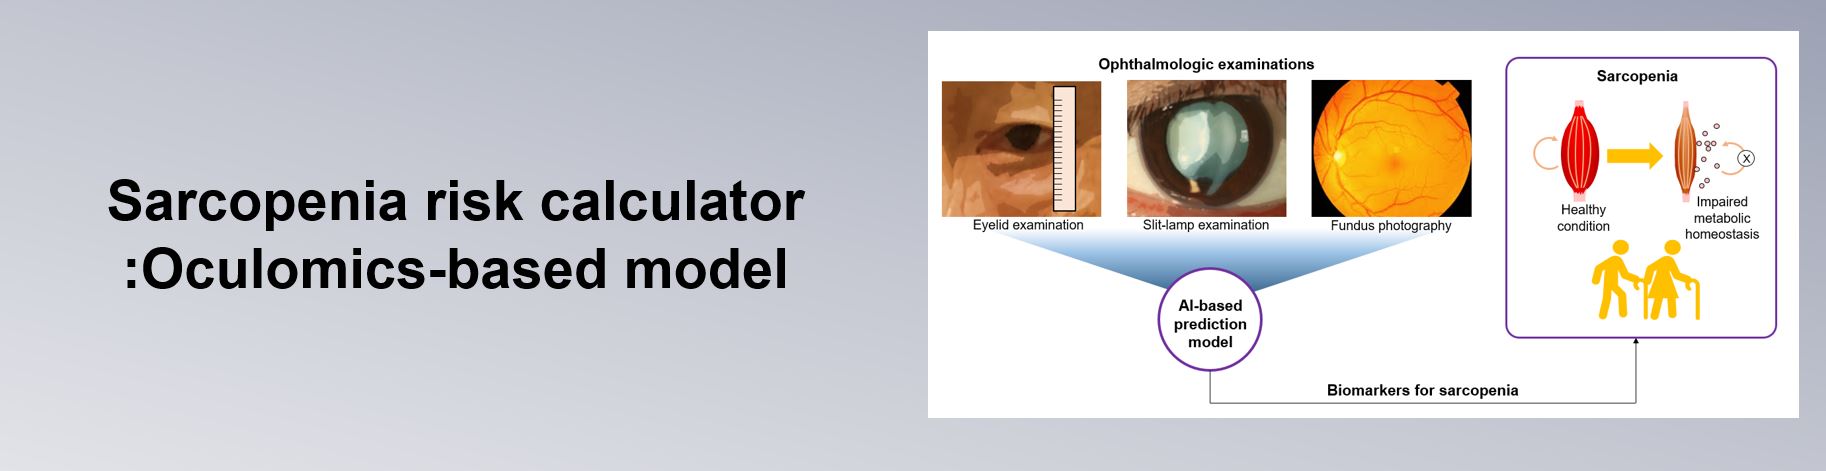 Sarcopenia risk calculator
:Oculomics-based model
Ophthalmologic examinations
Eyelid examination
Slit-lamp examination
Fundus photography
AI-based
prediction
model
Biomarkers for sarcopenia
Sarcopenia
X
Healthy
condition
Impaired
metabolic
homeostasis